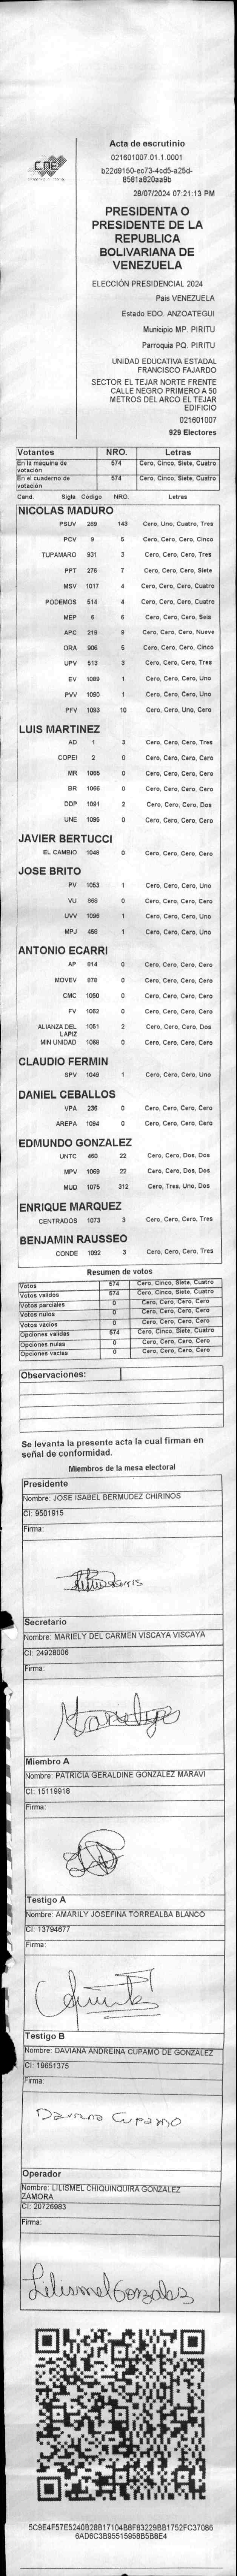 CNE
Acta de escrutinio
021601007.01.1.0001
b22d9150-ec73-4cd5-a25d-
8581a820aa9b
28/07/2024 07:21:13 PM
PRESIDENTA O
PRESIDENTE DE LA
REPUBLICA
BOLIVARIANA DE
VENEZUELA
ELECCIÓN PRESIDENCIAL 2024
Pais VENEZUELA
Estado EDO. ANZOATEGUI
Municipio MP. PIRITU
Parroquia PQ. PIRITU
UNIDAD EDUCATIVA ESTADAL
FRANCISCO FAJARDO
SECTOR EL TEJAR NORTE FRENTE
CALLE NEGRO PRIMERO A 50
METROS DEL ARCO EL TEJAR
EDIFICIO
021601007
929 Electores
Votantes NRO. Letras
En la máquina de votación 574 Cero, Cinco, Siete, Cuatro
En el cuaderno de votación 574 Cero, Cinco, Siete, Cuatro
Cand. Sigla Código NRO. Letras
NICOLAS MADURO
PSUV 269 143 Cero, Uno, Cuatro, Tres
PCV 9 5 Cero, Cero, Cero, Cinco
TUPAMARO 931 3 Cero, Cero, Cero, Tres
PPT 276 7 Cero, Cero, Cero, Siete
MSV 1017 4 Cero, Cero, Cero, Cuatro
PODEMOS 514 4 Cero, Cero, Cero, Cuatro
MEP 6 6 Cero, Cero, Cero, Seis
APC 219 9 Cero, Cero, Cero, Nueve
ORA 906 5 Cero, Cero, Cero, Cinco
UPV 513 3 Cero, Cero, Cero, Tres
EV 1089 1 Cero, Cero, Cero, Uno
PVV 1090 1 Cero, Cero, Cero, Uno
PFV 1093 10 Cero, Cero, Uno, Cero
LUIS MARTINEZ
AD 1 3 Cero, Cero, Cero, Tres
COPEI 2 0 Cero, Cero, Cero, Cero
MR 1065 0 Cero, Cero, Cero, Cero
BR 1066 0 Cero, Cero, Cero, Cero
DDP 1091 2 Cero, Cero, Cero, Dos
UNE 1095 0 Cero, Cero, Cero, Cero
JAVIER BERTUCCI
EL CAMBIO 1048 0 Cero, Cero, Cero, Cero
JOSE BRITO
PV 1053 1 Cero, Cero, Cero, Uno
VU 868 0 Cero, Cero, Cero, Cero
UVV 1096 1 Cero, Cero, Cero, Uno
MPJ 458 1 Cero, Cero, Cero, Uno
ANTONIO ECARRI
AP 614 0 Cero, Cero, Cero, Cero
MOVEV 878 0 Cero, Cero, Cero, Cero
CMC 1050 0 Cero, Cero, Cero, Cero
FV 1062 0 Cero, Cero, Cero, Cero
ALIANZA DEL LAPIZ 1051 2 Cero, Cero, Cero, Dos
MIN UNIDAD 1068 0 Cero, Cero, Cero, Cero
CLAUDIO FERMIN
SPV 1049 1 Cero, Cero, Cero, Uno
DANIEL CEBALLOS
VPA 236 0 Cero, Cero, Cero, Cero
AREPA 1094 0 Cero, Cero, Cero, Cero
EDMUNDO GONZALEZ
UNTC 460 22 Cero, Cero, Dos, Dos
MPV 1069 22 Cero, Cero, Dos, Dos
MUD 1075 312 Cero, Tres, Uno, Dos
ENRIQUE MARQUEZ
CENTRADOS 1073 3 Cero, Cero, Cero, Tres
BENJAMIN RAUSSEO
CONDE 1092 3 Cero, Cero, Cero, Tres
Resumen de votos
Votos 574 Cero, Cinco, Siete, Cuatro
Votos validos 574 Cero, Cinco, Siete, Cuatro
Votos parciales 0 Cero, Cero, Cero, Cero
Votos nulos 0 Cero, Cero, Cero, Cero
Votos vacios 0 Cero, Cero, Cero, Cero
Opciones validas 574 Cero, Cinco, Siete, Cuatro
Opciones nulas 0 Cero, Cero, Cero, Cero
Opciones vacias 0 Cero, Cero, Cero, Cero
Observaciones:
Se levanta la presente acta la cual firman en
señal de conformidad.
Miembros de la mesa electoral
Presidente
Nombre: JOSE ISABEL BERMUDEZ CHIRINOS
CI: 9501915
Firma:
Secretario
Nombre: MARIELY DEL CARMEN VISCAYA VISCAYA
CI: 24928006
Firma:
Miembro A
Nombre: PATRICIA GERALDINE GONZALEZ MARAVI
CI: 15119918
Firma:
Testigo A
Nombre: AMARILY JOSEFINA TORREALBA BLANCO
CI: 13794677
Firma:
Testigo B
Nombre: DAVIANA ANDREINA CUPAMO DE GONZALEZ
CI: 19651375
Firma:
Daviana Cupamo
Operador
Nombre: LILISMEL CHIQUINQUIRA GONZALEZ
ZAMORA
CI: 20726983
Firma:
Lilismel Gonzalez
5C9E4F57E5240B28B17104B8F83229BB1752FC37086
6AD6C3B95515958B5B8E4